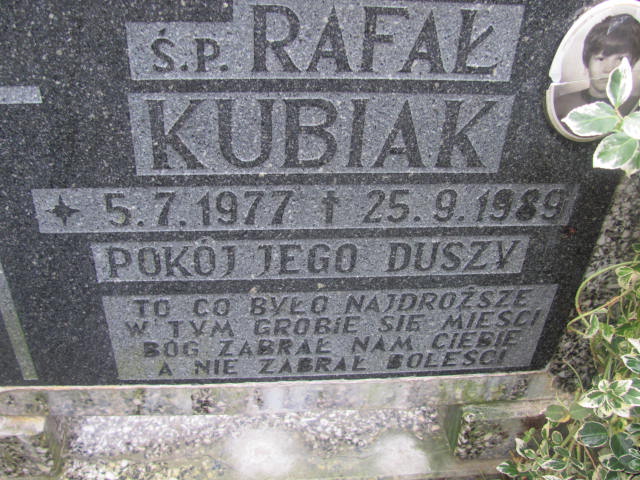 Ś.P. RAFAŁ
KUBIAK
5.7.1977 † 25.9.1989
POKÓJ JEGO DUSZY
TO CO BYŁO NAJDROŻSZE
W TYM GROBIE SIĘ MIEŚCI
BÓG ZABRAŁ NAM CIEBIE
A NIE ZABRAŁ BOLEŚCI